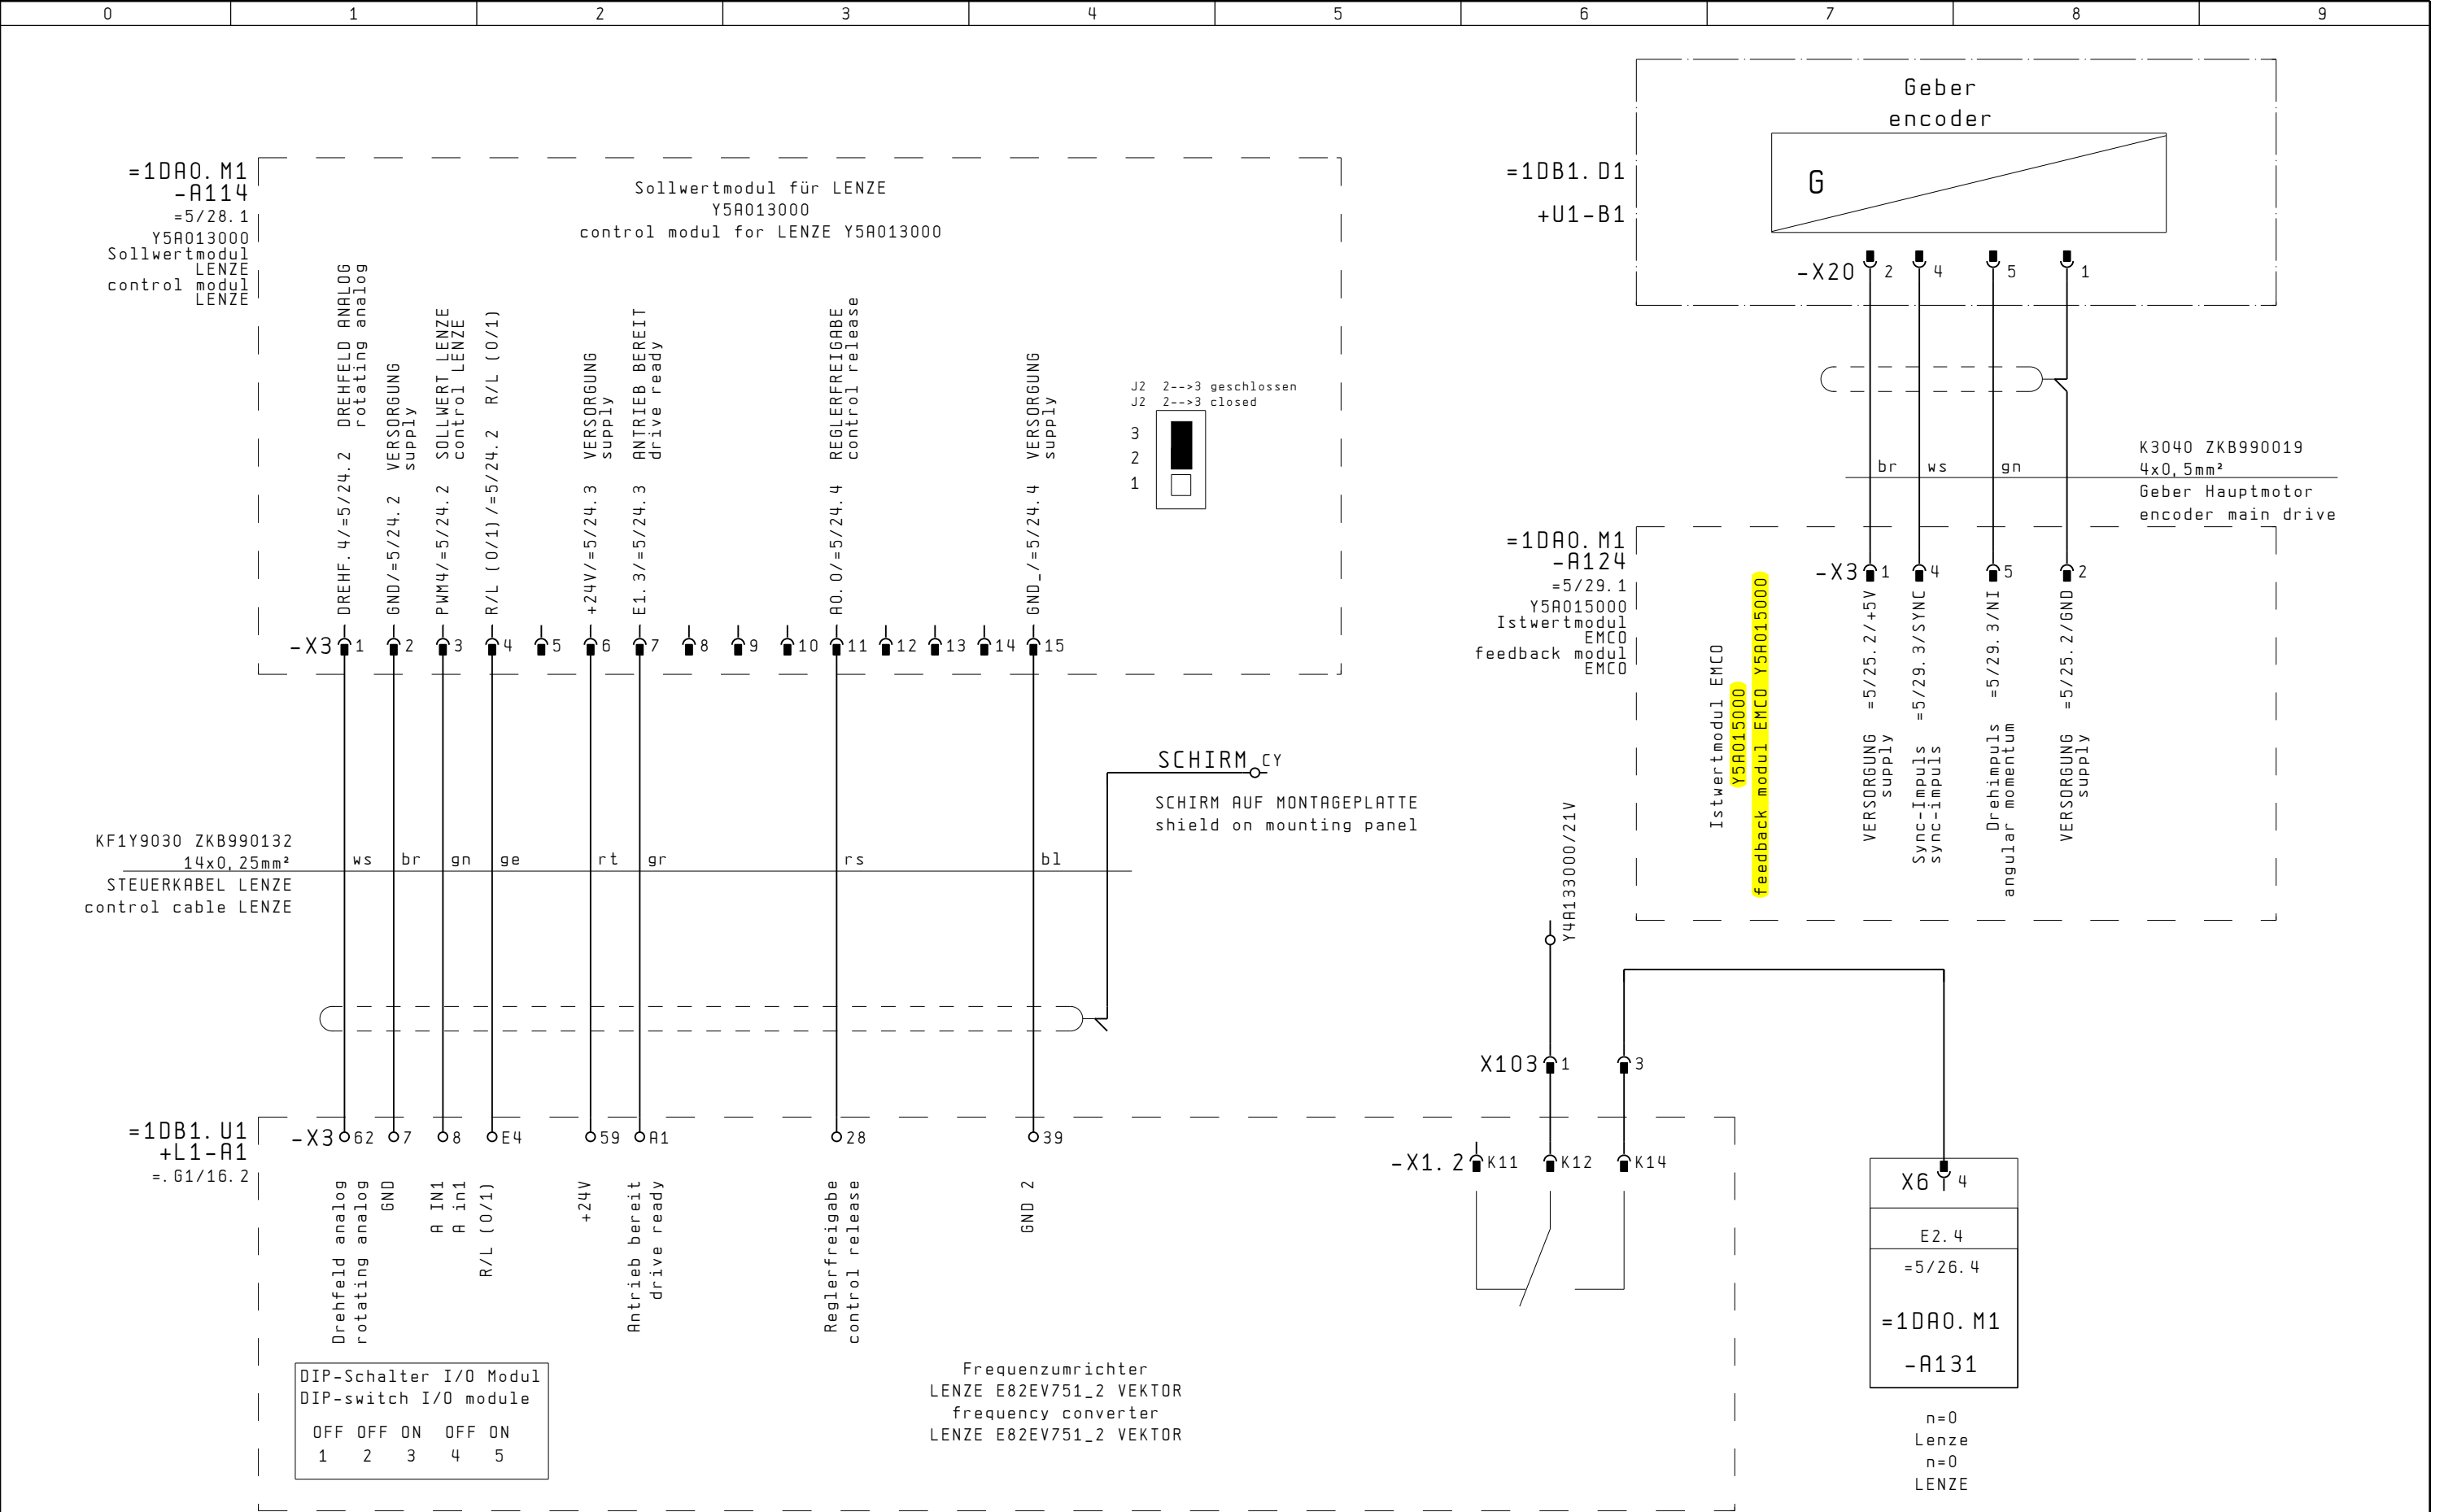 0 1 2 3 4 5 6 7 8 9
=1DA0.M1
-A114
=5/28.1
Y5A013000
Sollwertmodul
LENZE
control modul
LENZE
Sollwertmodul für LENZE
Y5A013000
control modul for LENZE Y5A013000
DREHF.4/=5/24.2 DREHFELD ANALOG
rotating analog
GND/=5/24.2 VERSORGUNG
supply
PWM4/=5/24.2 SOLLWERT LENZE
control LENZE
R/L (0/1)/=5/24.2 R/L (0/1)
+24V/=5/24.3 VERSORGUNG
supply
E1.3/=5/24.3 ANTRIEB BEREIT
drive ready
A0.0/=5/24.4 REGLERFREIGABE
control release
GND_/=5/24.4 VERSORGUNG
supply
J2 2-->3 geschlossen
J2 2-->3 closed
3
2
1
-X3 1 2 3 4 5 6 7 8 9 10 11 12 13 14 15
SCHIRM CY
SCHIRM AUF MONTAGEPLATTE
shield on mounting panel
KF1Y9030 ZKB990132
14x0,25mm²
STEUERKABEL LENZE
control cable LENZE
ws br gn ge rt gr rs bl
=1DB1.U1
+L1-A1
=.G1/16.2
-X3 62 7 8 E4 59 A1 28 39
Drehfeld analog
rotating analog
GND
A IN1
A in1
R/L (0/1)
+24V
Antrieb bereit
drive ready
Reglerfreigabe
control release
GND 2
DIP-Schalter I/O Modul
DIP-switch I/O module
OFF OFF ON OFF ON
1 2 3 4 5
Frequenzumrichter
LENZE E82EV751_2 VEKTOR
frequency converter
LENZE E82EV751_2 VEKTOR
Geber
encoder
G
=1DB1.D1
+U1-B1
-X20 2 4 5 1
br ws gn
K3040 ZKB990019
4x0,5mm²
Geber Hauptmotor
encoder main drive
=1DA0.M1
-A124
=5/29.1
Y5A015000
Istwertmodul
EMCO
feedback modul
EMCO
-X3 1 4 5 2
Istwertmodul EMCO
Y5A015000
feedback modul EMCO Y5A015000
VERSORGUNG =5/25.2/+5V
supply
Sync-Impuls =5/29.3/SYNC
sync-impuls
Drehimpuls =5/29.3/NI
angular momentum
VERSORGUNG =5/25.2/GND
supply
Y4A133000/21V
X103 1 3
-X1.2 K11 K12 K14
X6 4
E2.4
=5/26.4
=1DA0.M1
-A131
n=0
Lenze
n=0
LENZE